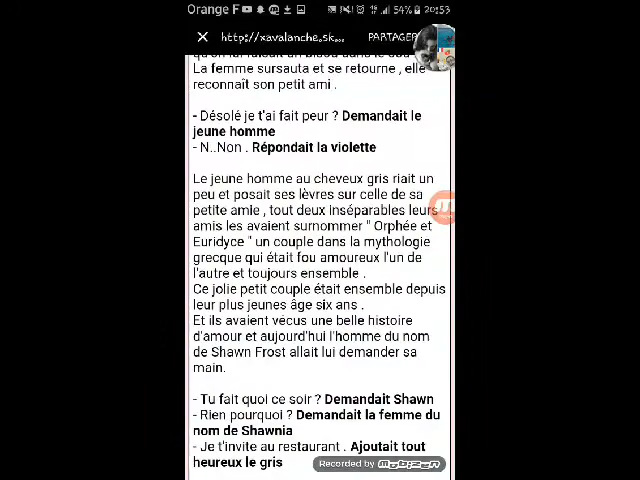 Orange F
54% 20:53
http://xavalanche.sk... PARTAGER
La femme sursauta et se retourne , elle
reconnaît son petit ami .
- Désolé je t'ai fait peur ? Demandait le
jeune homme
- N..Non . Répondait la violette
Le jeune homme au cheveux gris riait un
peu et posait ses lèvres sur celle de sa
petite amie , tout deux inséparables leurs
amis les avaient surnommer " Orphée et
Euridyce " un couple dans la mythologie
grecque qui était fou amoureux l'un de
l'autre et toujours ensemble .
Ce jolie petit couple était ensemble depuis
leur plus jeunes âge six ans .
Et ils avaient vécus une belle histoire
d'amour et aujourd'hui l'homme du nom
de Shawn Frost allait lui demander sa
main.
- Tu fait quoi ce soir ? Demandait Shawn
- Rien pourquoi ? Demandait la femme du
nom de Shawnia
- Je t'invite au restaurant . Ajoutait tout
heureux le gris
Recorded by Mobizen